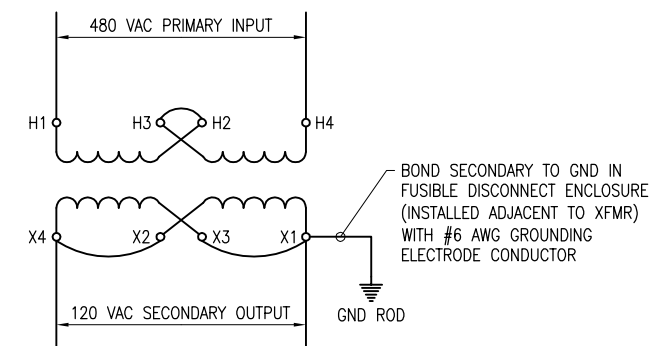 480 VAC PRIMARY INPUT
H1 H3 H2 H4
BOND SECONDARY TO GND IN
FUSIBLE DISCONNECT ENCLOSURE
(INSTALLED ADJACENT TO XFMR)
WITH #6 AWG GROUNDING
ELECTRODE CONDUCTOR
X4 X2 X3 X1
120 VAC SECONDARY OUTPUT
GND ROD